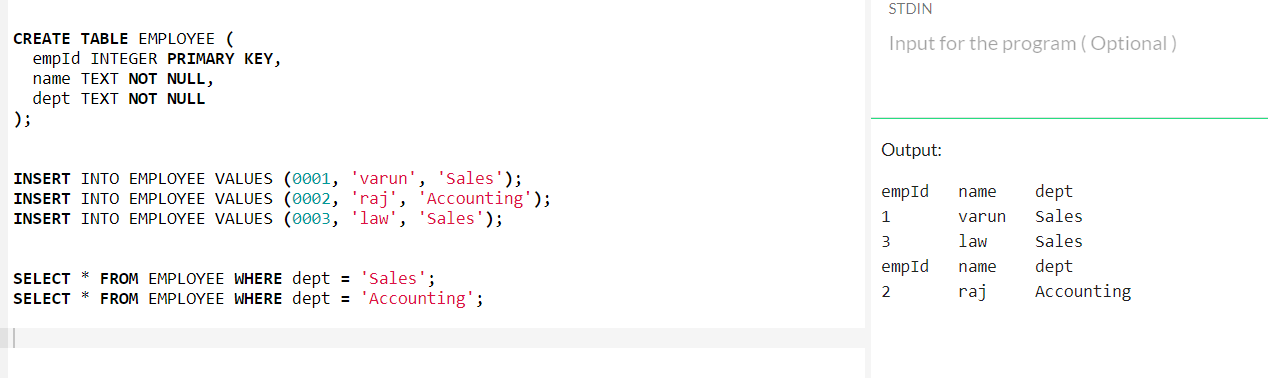 CREATE TABLE EMPLOYEE (
empId INTEGER PRIMARY KEY,
name TEXT NOT NULL,
dept TEXT NOT NULL
);
INSERT INTO EMPLOYEE VALUES (0001, 'varun', 'Sales');
INSERT INTO EMPLOYEE VALUES (0002, 'raj', 'Accounting');
INSERT INTO EMPLOYEE VALUES (0003, 'law', 'Sales');
SELECT * FROM EMPLOYEE WHERE dept = 'Sales';
SELECT * FROM EMPLOYEE WHERE dept = 'Accounting';
STDIN
Input for the program ( Optional )
Output:
empId name dept
1 varun Sales
3 law Sales
empId name dept
2 raj Accounting